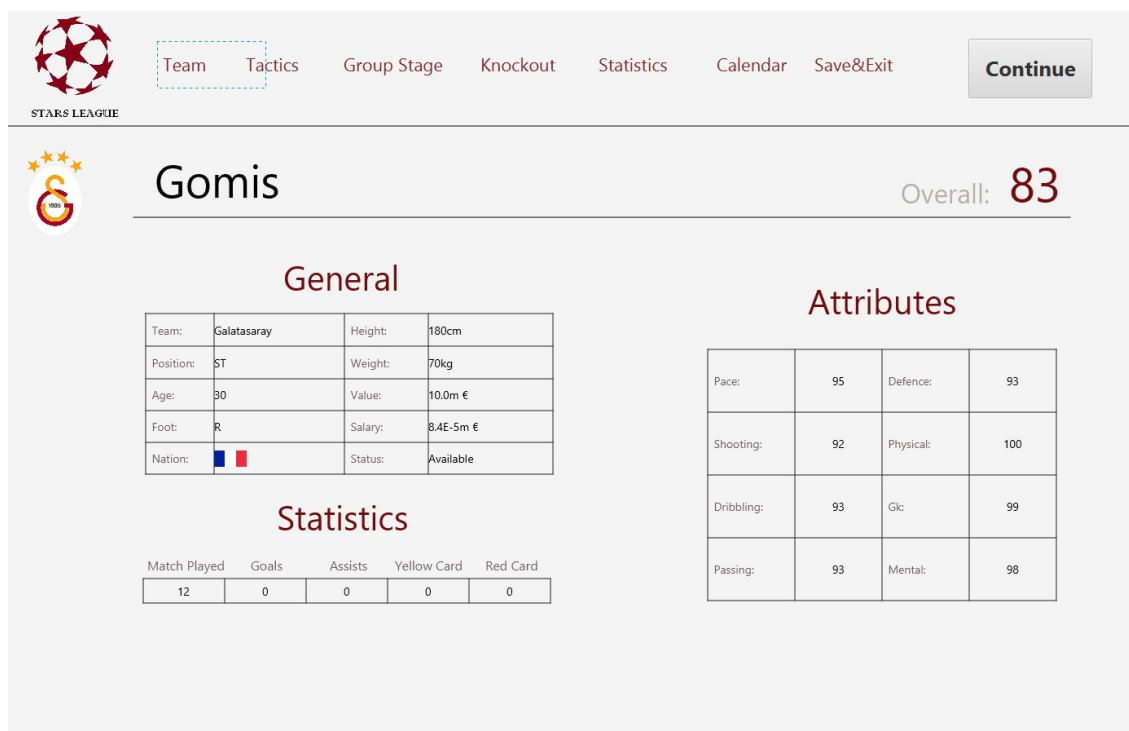 STARS LEAGUE
Team Tactics Group Stage Knockout Statistics Calendar Save&Exit Continue
1905
Gomis
Overall: 83
General
Team: Galatasaray Height: 180cm
Position: ST Weight: 70kg
Age: 30 Value: 10.0m €
Foot: R Salary: 8.4E-5m €
Nation: Status: Available
Statistics
Match Played Goals Assists Yellow Card Red Card
12 0 0 0 0
Attributes
Pace: 95 Defence: 93
Shooting: 92 Physical: 100
Dribbling: 93 Gk: 99
Passing: 93 Mental: 98